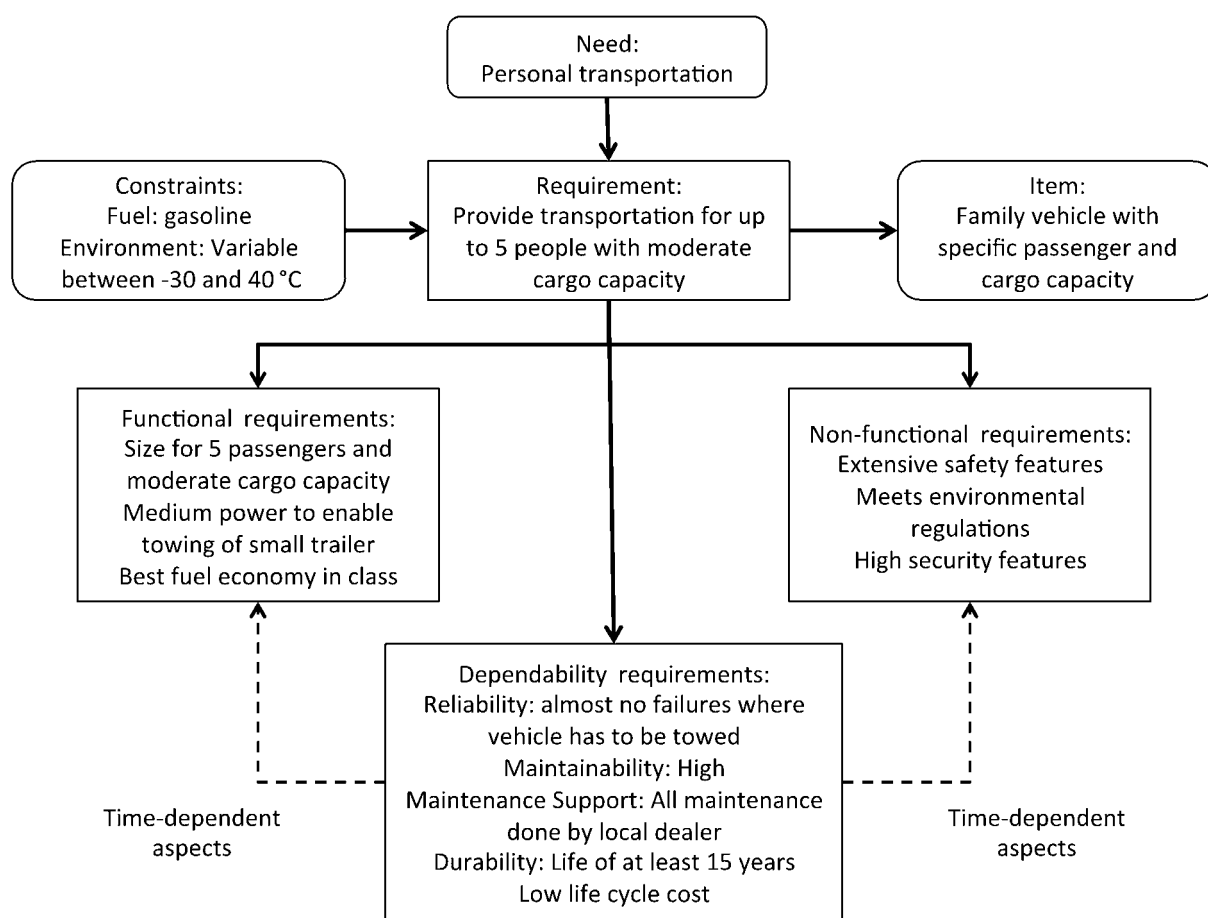 Need:
Personal transportation
Constraints:
Fuel: gasoline
Environment: Variable
between -30 and 40 °C
Requirement:
Provide transportation for up
to 5 people with moderate
cargo capacity
Item:
Family vehicle with
specific passenger and
cargo capacity
Functional requirements:
Size for 5 passengers and
moderate cargo capacity
Medium power to enable
towing of small trailer
Best fuel economy in class
Non-functional requirements:
Extensive safety features
Meets environmental
regulations
High security features
Dependability requirements:
Reliability: almost no failures where
vehicle has to be towed
Maintainability: High
Maintenance Support: All maintenance
done by local dealer
Durability: Life of at least 15 years
Low life cycle cost
Time-dependent
aspects
Time-dependent
aspects